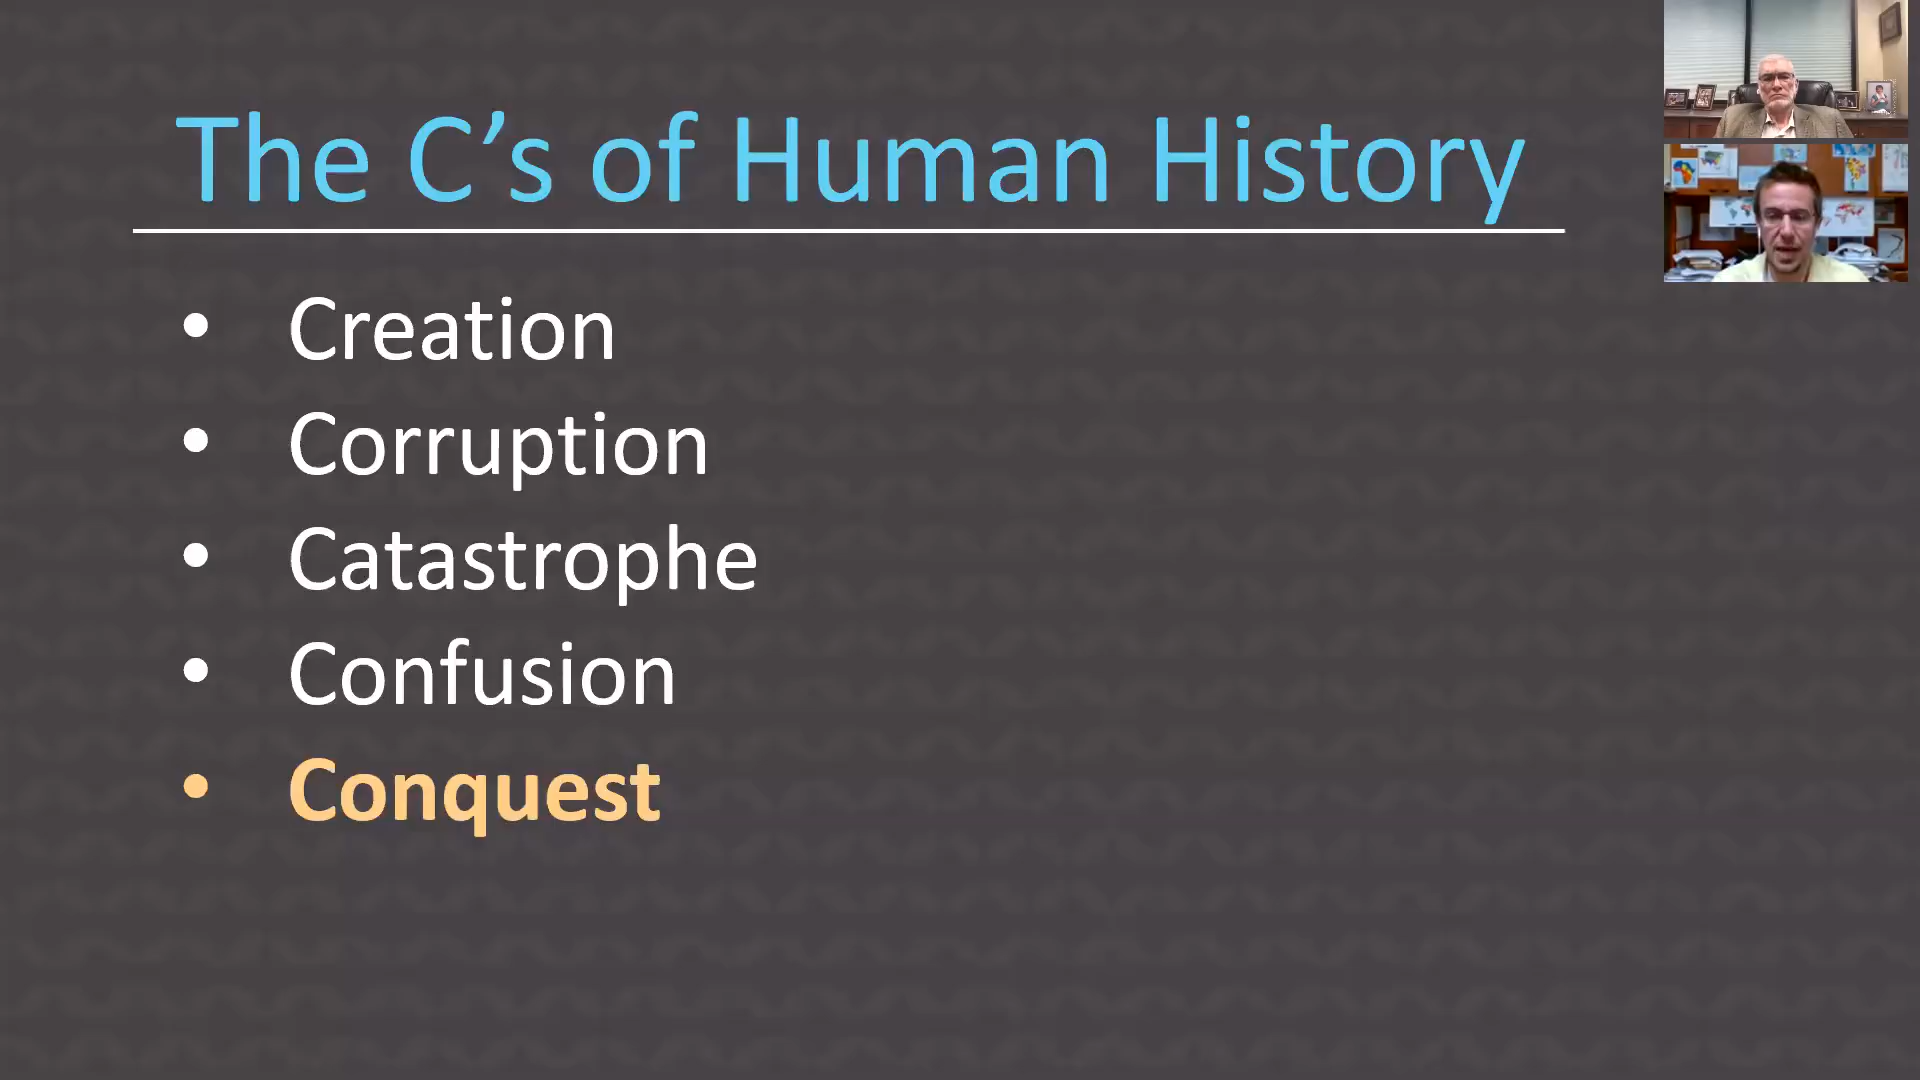 The C’s of Human History
• Creation
• Corruption
• Catastrophe
• Confusion
• Conquest